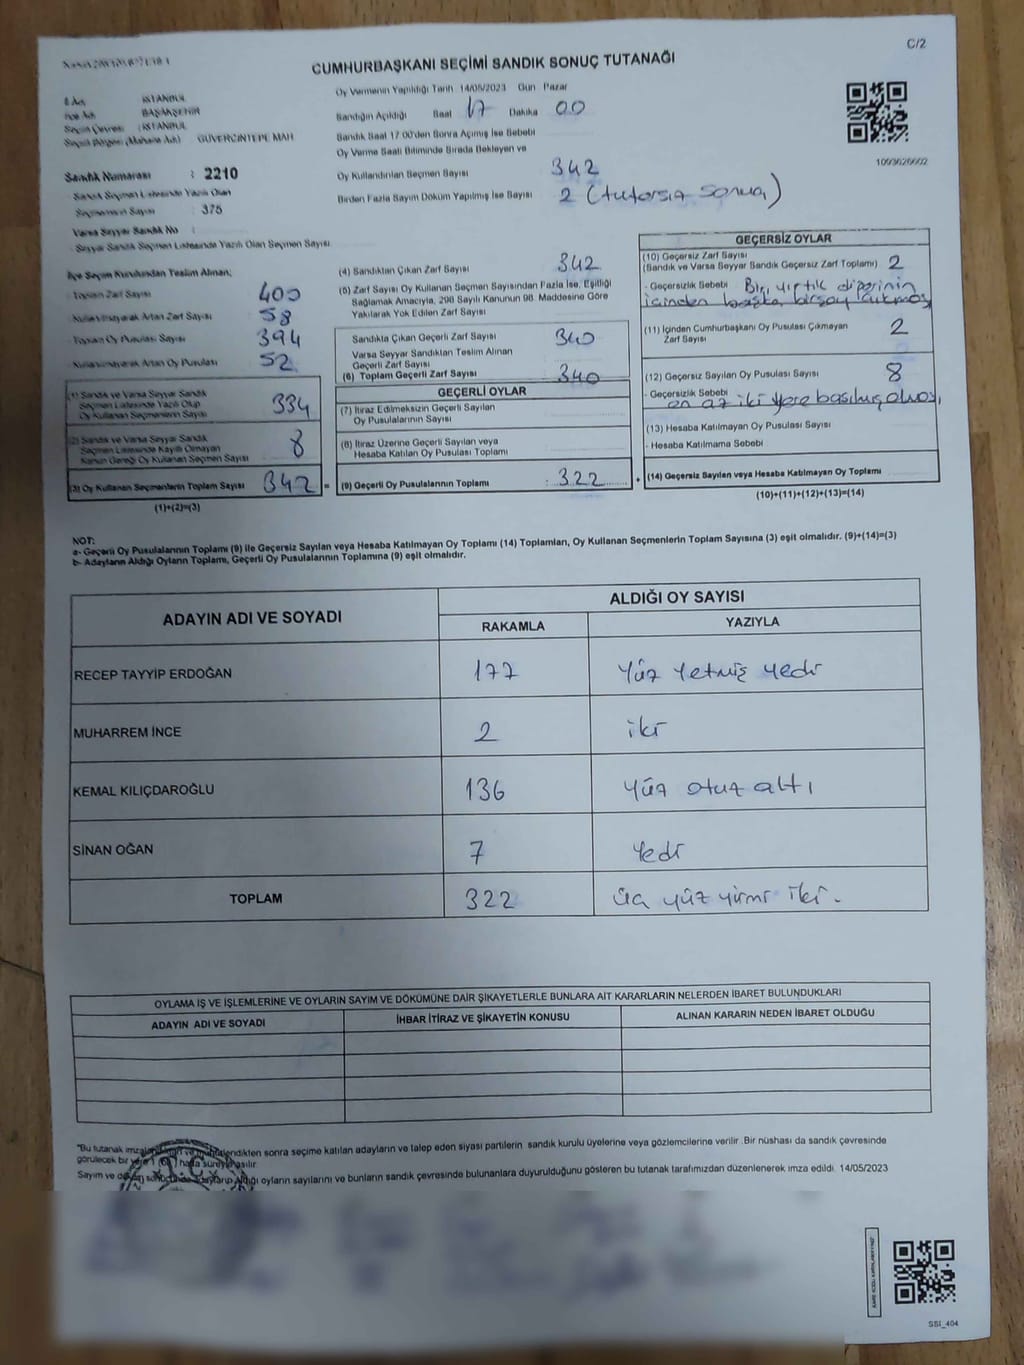 C/2
CUMHURBAŞKANI SEÇİMİ SANDIK SONUÇ TUTANAĞI
İl Adı : İSTANBUL
İlçe Adı : BAŞAKŞEHİR
Seçim Çevresi : İSTANBUL
Seçim Bölgesi (Mahalle Adı) : GÜVERCİNTEPE MAH
Sandık Numarası : 2210
Sandık Seçmen Listesinde Yazılı Olan
Seçmenlerin Sayısı : 375
Varsa Seyyar Sandık No :
Seyyar Sandık Seçmen Listesinde Yazılı Olan Seçmen Sayısı
Oy Vermenin Yapıldığı Tarih 14/05/2023 Gün Pazar
Sandığın Açıldığı Saat 17 Dakika 00
Sandık Saat 17:00'den Sonra Açımış İse Sebebi
Oy Verme Saati Bitiminde Sırada Bekleyen ve
Oy Kullandırılan Seçmen Sayısı 342
Birden Fazla Sayım Döküm Yapılmış İse Sayısı 2 (tutarsız sonuç)
1093626602
İlçe Seçim Kurulundan Teslim Alınan;
- Toplam Zarf Sayısı 400
- Kullanılmayarak Artan Zarf Sayısı 58
- Toplam Oy Pusulası Sayısı 394
- Kullanılmayarak Artan Oy Pusulası 52
(1) Sandık ve Varsa Seyyar Sandık
Seçmen Listesinde Yazılı Olup
Oy Kullanan Seçmenlerin Sayısı 334
(2) Sandık ve Varsa Seyyar Sandık
Seçmen Listesinde Kayıtlı Olmayan
Kanun Gereği Oy Kullanan Seçmen Sayısı 8
(3) Oy Kullanan Seçmenlerin Toplam Sayısı 342 =
(1)+(2)=(3)
(4) Sandıktan Çıkan Zarf Sayısı 342
(5) Zarf Sayısı Oy Kullanan Seçmen Sayısından Fazla İse, Eşitliği
Sağlamak Amacıyla, 298 Sayılı Kanunun 98. Maddesine Göre
Yakılarak Yok Edilen Zarf Sayısı
Sandıkta Çıkan Geçerli Zarf Sayısı 340
Varsa Seyyar Sandıktan Teslim Alınan
Geçerli Zarf Sayısı
(6) Toplam Geçerli Zarf Sayısı 340
GEÇERLİ OYLAR
(7) İtiraz Edilmeksizin Geçerli Sayılan
Oy Pusulasının Sayısı
(8) İtiraz Üzerine Geçerli Sayılan veya
Hesaba Katılan Oy Pusulası Toplamı
(9) Geçerli Oy Pusulalarının Toplamı : 322 +
GEÇERSİZ OYLAR
(10) Geçersiz Zarf Sayısı
(Sandık ve Varsa Seyyar Sandık Geçersiz Zarf Toplamı) 2
- Geçersizlik Sebebi Biri yırtık diğerinin
içinden başka birşey çıkmış
(11) İçinden Cumhurbaşkanı Oy Pusulası Çıkmayan
Zarf Sayısı 2
(12) Geçersiz Sayılan Oy Pusulası Sayısı 8
- Geçersizlik Sebebi en az iki yere basılmış olması
(13) Hesaba Katılmayan Oy Pusulası Sayısı
- Hesaba Katılmama Sebebi
(14) Geçersiz Sayılan veya Hesaba Katılmayan Oy Toplamı
(10)+(11)+(12)+(13)=(14)
NOT:
a- Geçerli Oy Pusulalarının Toplamı (9) ile Geçersiz Sayılan veya Hesaba Katılmayan Oy Toplamı (14) Toplamları, Oy Kullanan Seçmenlerin Toplam Sayısına (3) eşit olmalıdır. (9)+(14)=(3)
b- Adayların Aldığı Oyların Toplamı, Geçerli Oy Pusulalarının Toplamına (9) eşit olmalıdır.
ADAYIN ADI VE SOYADI
ALDIĞI OY SAYISI
RAKAMLA YAZIYLA
RECEP TAYYİP ERDOĞAN 177 yüz yetmiş yedi
MUHARREM İNCE 2 iki
KEMAL KILIÇDAROĞLU 136 yüz otuz altı
SİNAN OĞAN 7 yedi
TOPLAM 322 üç yüz yirmi iki.
OYLAMA İŞ VE İŞLEMLERİNE VE OYLARIN SAYIM VE DÖKÜMÜNE DAİR ŞİKAYETLERLE BUNLARA AİT KARARLARIN NELERDEN İBARET BULUNDUKLARI
ADAYIN ADI VE SOYADI İHBAR İTİRAZ VE ŞİKAYETİN KONUSU ALINAN KARARIN NEDEN İBARET OLDUĞU
*Bu tutanak sonra seçime katılan adayların ve talep eden siyasi partilerin sandık kurulu üyelerine veya gözlemcilerine verilir .Bir nüshası da sandık çevresinde
görülecek bir hafta süreyle asılır
Sayım ve oyların sayılarını ve bunların sandık çevresinde bulunanlara duyurulduğunu gösteren bu tutanak tarafımızdan düzenlenerek imza edildi. 14/05/2023
T.C.
SSI_404